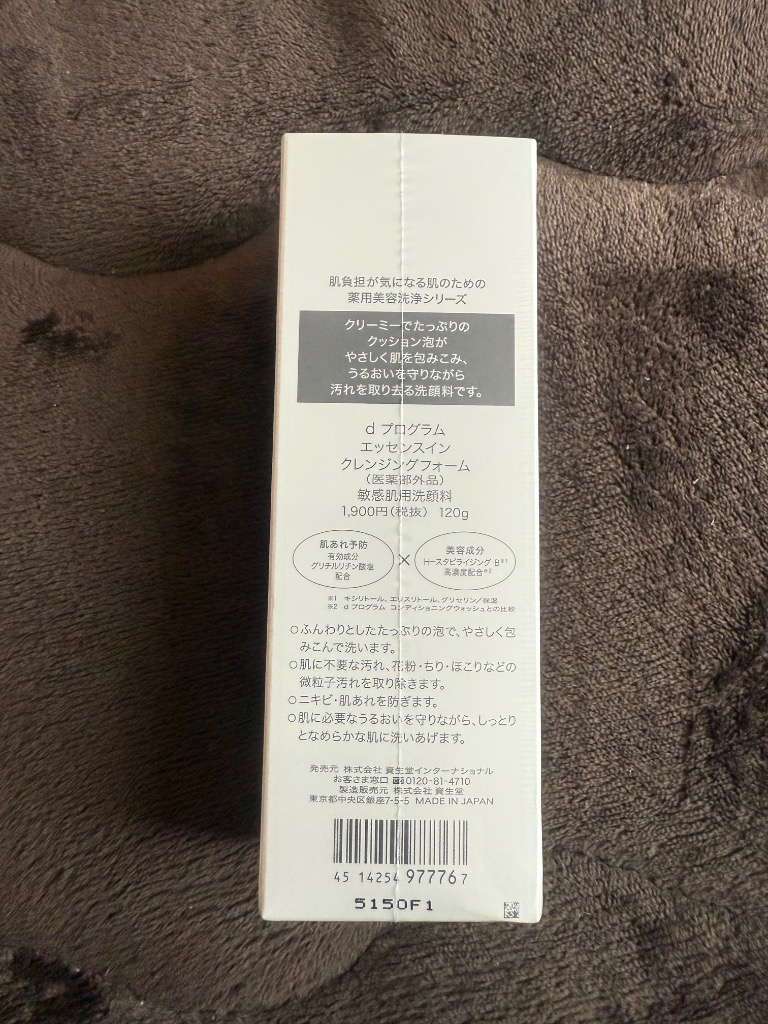 肌負担が気になる肌のための
薬用美容洗浄シリーズ
クリーミーでたっぷりの
クッション泡が
やさしく肌を包みこみ、
うるおいを守りながら
汚れを取り去る洗顔料です。
d プログラム
エッセンスイン
クレンジングフォーム
(医薬部外品)
敏感肌用洗顔料
1,900円(税抜) 120g
肌あれ予防
有効成分
グリチルリチン酸塩
配合
×
美容成分
H-スタビライジング B※1
高濃度配合※2
※1 キシリトール、エリスリトール、グリセリン/保湿
※2 d プログラム コンディショニングウォッシュとの比較
○ふんわりとしたたっぷりの泡で、やさしく包
みこんで洗います。
○肌に不要な汚れ、花粉・ちり・ほこりなどの
微粒子汚れを取り除きます。
○ニキビ・肌あれを防ぎます。
○肌に必要なうるおいを守りながら、しっとり
となめらかな肌に洗いあげます。
発売元 株式会社 資生堂インターナショナル
お客さま窓口 0120-81-4710
製造販売元 株式会社 資生堂
東京都中央区銀座7-5-5 MADE IN JAPAN
45 14254 97776 7
5150F1